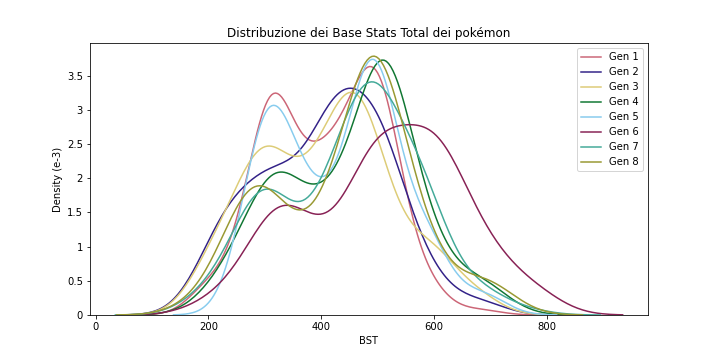 Distribuzione dei Base Stats Total dei pokémon
Density (e-3)
3.5
3
2.5
2
1.5
1
0.5
0
0
200
400
600
800
BST
Gen 1
Gen 2
Gen 3
Gen 4
Gen 5
Gen 6
Gen 7
Gen 8